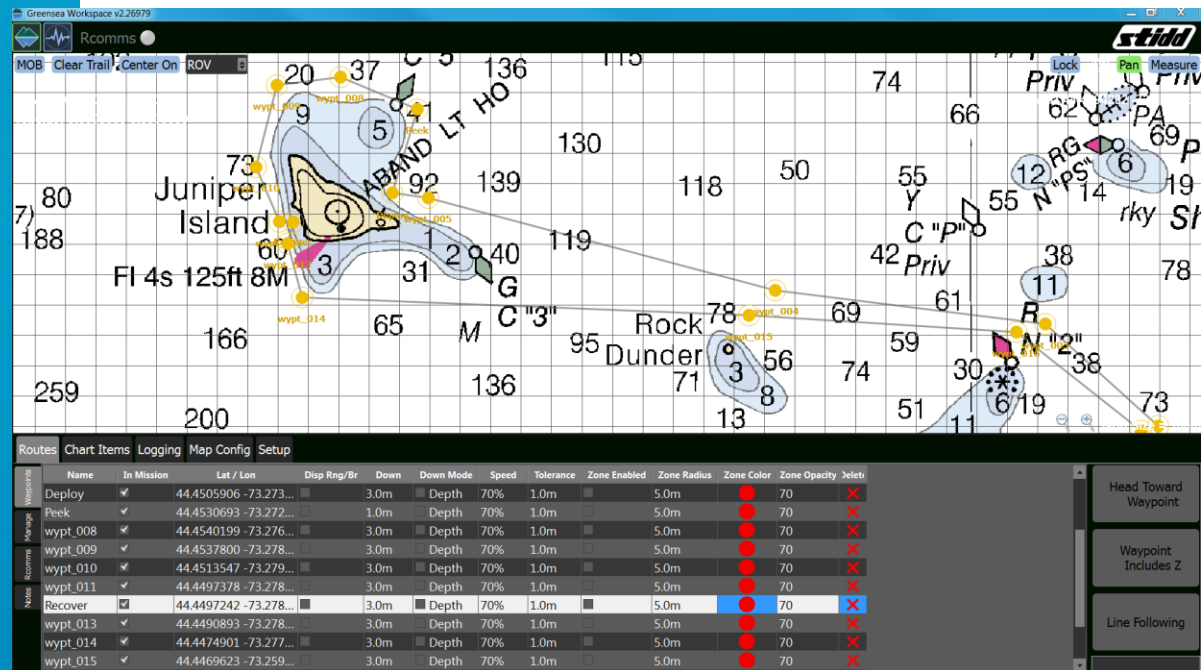 Greensea Workspace v2.26979
Rcomms
stidd
MOB Clear Trail Center On ROV
Lock Pan Measure
20 37 136 115
wypt_009 wypt_008
9 41 74 Priv
62
5 Peek 66 PA
ABAND LT HO 130 69
73 RG 6
wypt_010 92 139 50 12 N "PS"
80 Juniper 118 55 14 19
Island wypt_005 Y 55 rky
7) 188 1 119 C "P"
60 2 40 42 Priv 38 78
Fl 4s 125ft 8M 3 31 11
G 61
wypt_014 C "3" 78 wypt_004 69 R
166 65 M Rock wypt_015 N "2"
95 Dunder 56 59 38
3 30
259 136 71 8 74 6 19 73
200 13 51 11
Routes Chart Items Logging Map Config Setup
Waypoints
Manage
Rcomms
Notes
Name In Mission Lat / Lon Disp Rng/Br Down Down Mode Speed Tolerance Zone Enabled Zone Radius Zone Color Zone Opacity
Deploy 44.4505906 -73.273... 3.0m Depth 70% 1.0m 5.0m 70
Peek 44.4530693 -73.272... 1.0m Depth 70% 1.0m 5.0m 70
wypt_008 44.4540199 -73.276... 3.0m Depth 70% 1.0m 5.0m 70
wypt_009 44.4537800 -73.278... 3.0m Depth 70% 1.0m 5.0m 70
wypt_010 44.4513547 -73.279... 3.0m Depth 70% 1.0m 5.0m 70
wypt_011 44.4497378 -73.278... 3.0m Depth 70% 1.0m 5.0m 70
Recover 44.4497242 -73.278... 3.0m Depth 70% 1.0m 5.0m 70
wypt_013 44.4490893 -73.278... 3.0m Depth 70% 1.0m 5.0m 70
wypt_014 44.4474901 -73.277... 3.0m Depth 70% 1.0m 5.0m 70
wypt_015 44.4469623 -73.259... 3.0m Depth 70% 1.0m 5.0m 70
Head Toward
Waypoint
Waypoint
Includes Z
Line Following